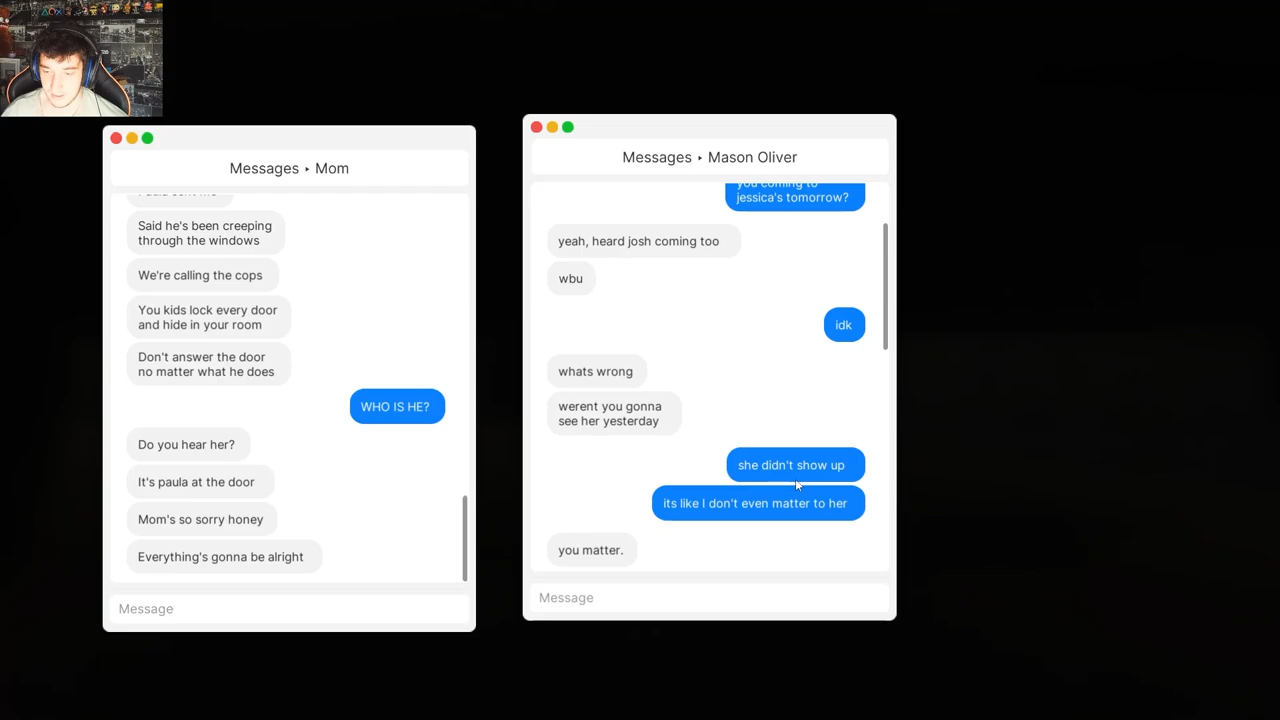 Messages ▸ Mom
Said he's been creeping
through the windows
We're calling the cops
You kids lock every door
and hide in your room
Don't answer the door
no matter what he does
WHO IS HE?
Do you hear her?
It's paula at the door
Mom's so sorry honey
Everything's gonna be alright
Message
Messages ▸ Mason Oliver
you coming to
jessica's tomorrow?
yeah, heard josh coming too
wbu
idk
whats wrong
werent you gonna
see her yesterday
she didn't show up
its like I don't even matter to her
you matter.
Message